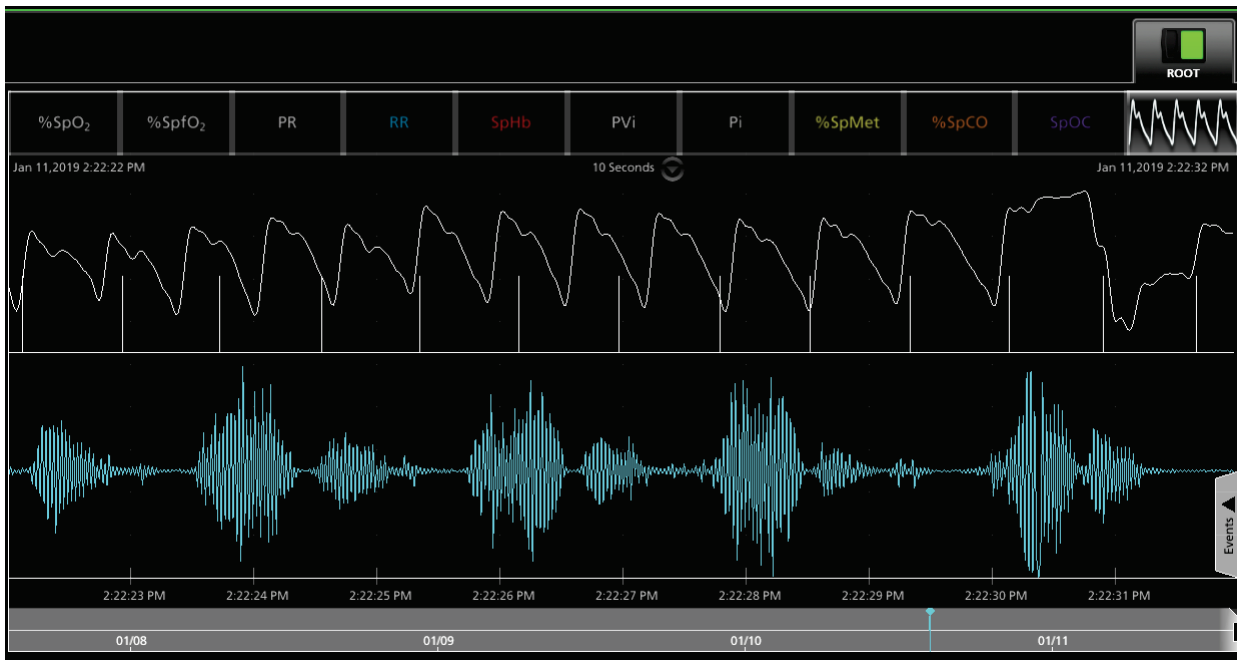 ROOT
%SpO₂ %SpfO₂ PR RR SpHb PVi Pi %SpMet %SpCO SpOC
Jan 11,2019 2:22:22 PM 10 Seconds Jan 11,2019 2:22:32 PM
Events
2:22:23 PM 2:22:24 PM 2:22:25 PM 2:22:26 PM 2:22:27 PM 2:22:28 PM 2:22:29 PM 2:22:30 PM 2:22:31 PM
01/08 01/09 01/10 01/11